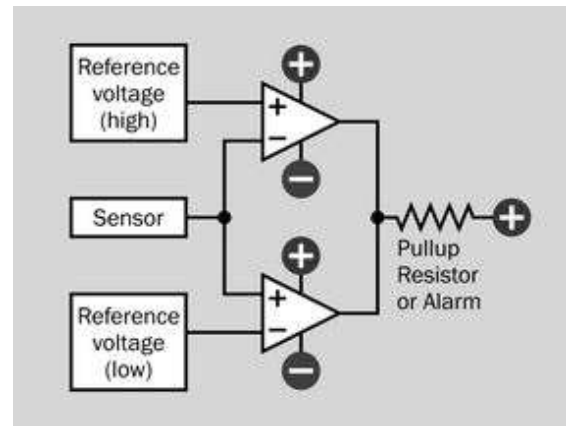 Reference
voltage
(high)
+
+
−
−
Sensor
+
Pullup
Resistor
or Alarm
+
+
−
−
Reference
voltage
(low)